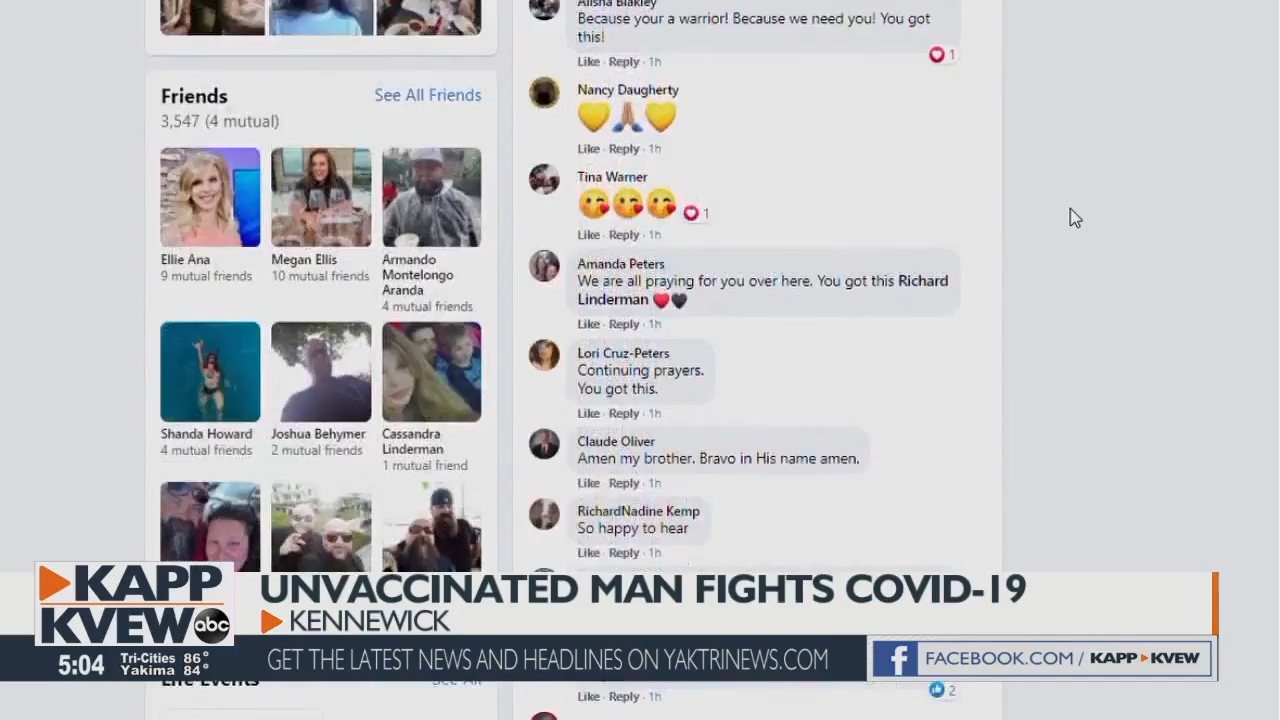 Alisha Blakley
Because your a warrior! Because we need you! You got
this!
1
Like · Reply · 1h
Friends
See All Friends
3,547 (4 mutual)
Ellie Ana
9 mutual friends
Megan Ellis
10 mutual friends
Armando
Montelongo
Aranda
4 mutual friends
Shanda Howard
4 mutual friends
Joshua Behymer
2 mutual friends
Cassandra
Linderman
1 mutual friend
Nancy Daugherty
💛🙏💛
Like · Reply · 1h
Tina Warner
😘😘😘
1
Like · Reply · 1h
Amanda Peters
We are all praying for you over here. You got this Richard
Linderman ❤️🖤
Like · Reply · 1h
Lori Cruz-Peters
Continuing prayers.
You got this.
Like · Reply · 1h
Claude Oliver
Amen my brother. Bravo in His name amen.
Like · Reply · 1h
RichardNadine Kemp
So happy to hear
Like · Reply · 1h
KAPP
KVEW abc
UNVACCINATED MAN FIGHTS COVID-19
KENNEWICK
5:04
Tri-Cities 86°
Yakima 84°
GET THE LATEST NEWS AND HEADLINES ON YAKTRINEWS.COM
f FACEBOOK.COM / KAPP KVEW
Life Events
See All
Like · Reply · 1h
2